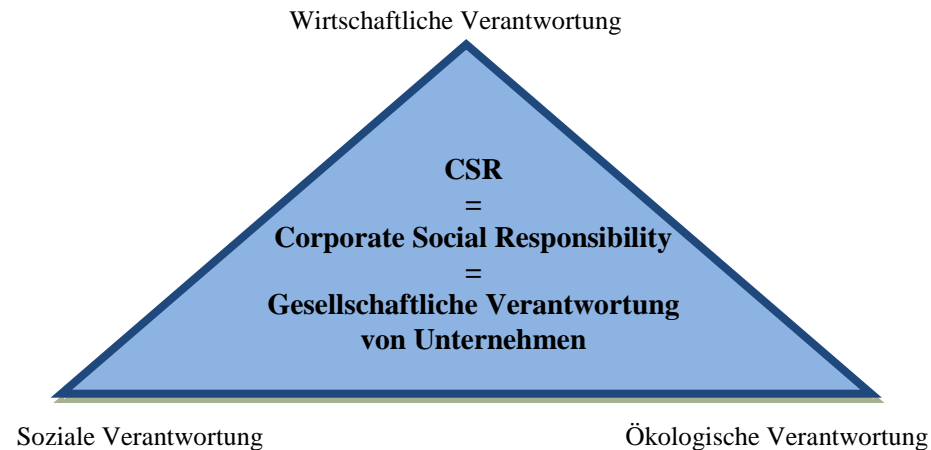 Wirtschaftliche Verantwortung
CSR
=
Corporate Social Responsibility
=
Gesellschaftliche Verantwortung
von Unternehmen
Soziale Verantwortung
Ökologische Verantwortung